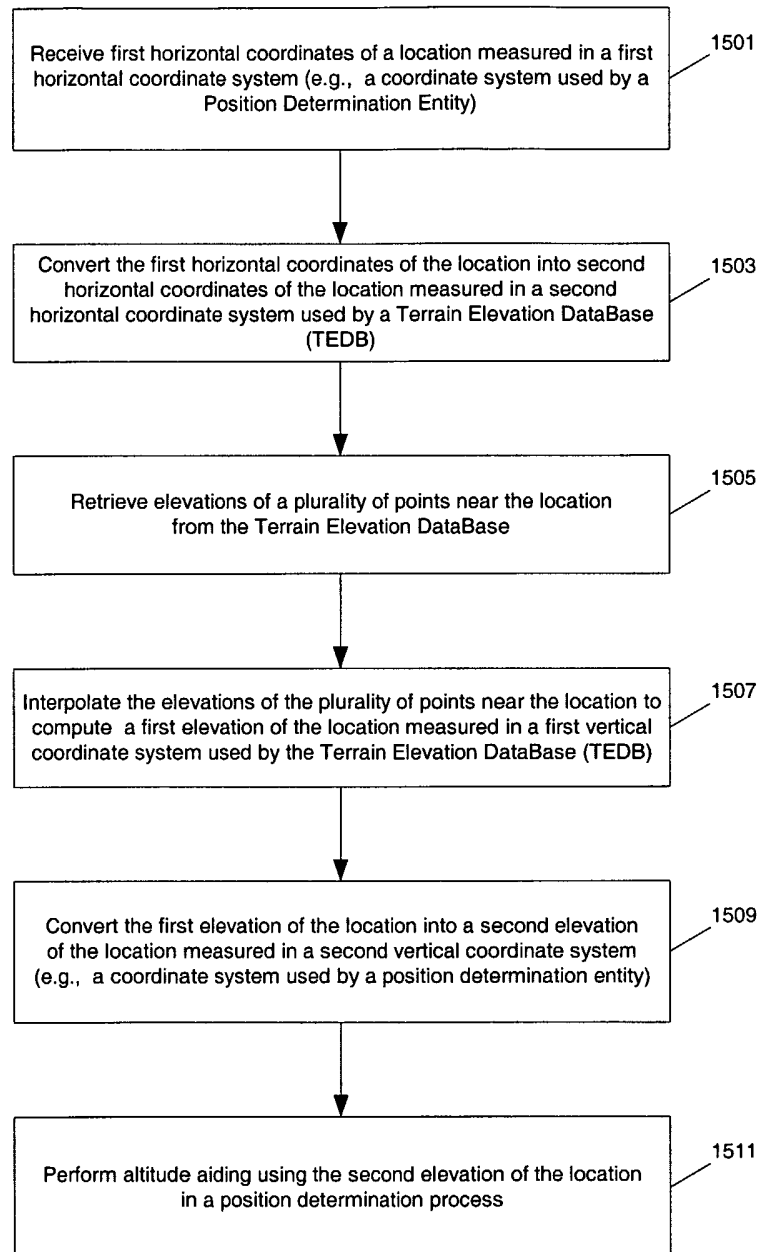 Receive first horizontal coordinates of a location measured in a first
horizontal coordinate system (e.g., a coordinate system used by a
Position Determination Entity)
1501
Convert the first horizontal coordinates of the location into second
horizontal coordinates of the location measured in a second
horizontal coordinate system used by a Terrain Elevation DataBase
(TEDB)
1503
Retrieve elevations of a plurality of points near the location
from the Terrain Elevation DataBase
1505
Interpolate the elevations of the plurality of points near the location to
compute a first elevation of the location measured in a first vertical
coordinate system used by the Terrain Elevation DataBase (TEDB)
1507
Convert the first elevation of the location into a second elevation
of the location measured in a second vertical coordinate system
(e.g., a coordinate system used by a position determination entity)
1509
Perform altitude aiding using the second elevation of the location
in a position determination process
1511